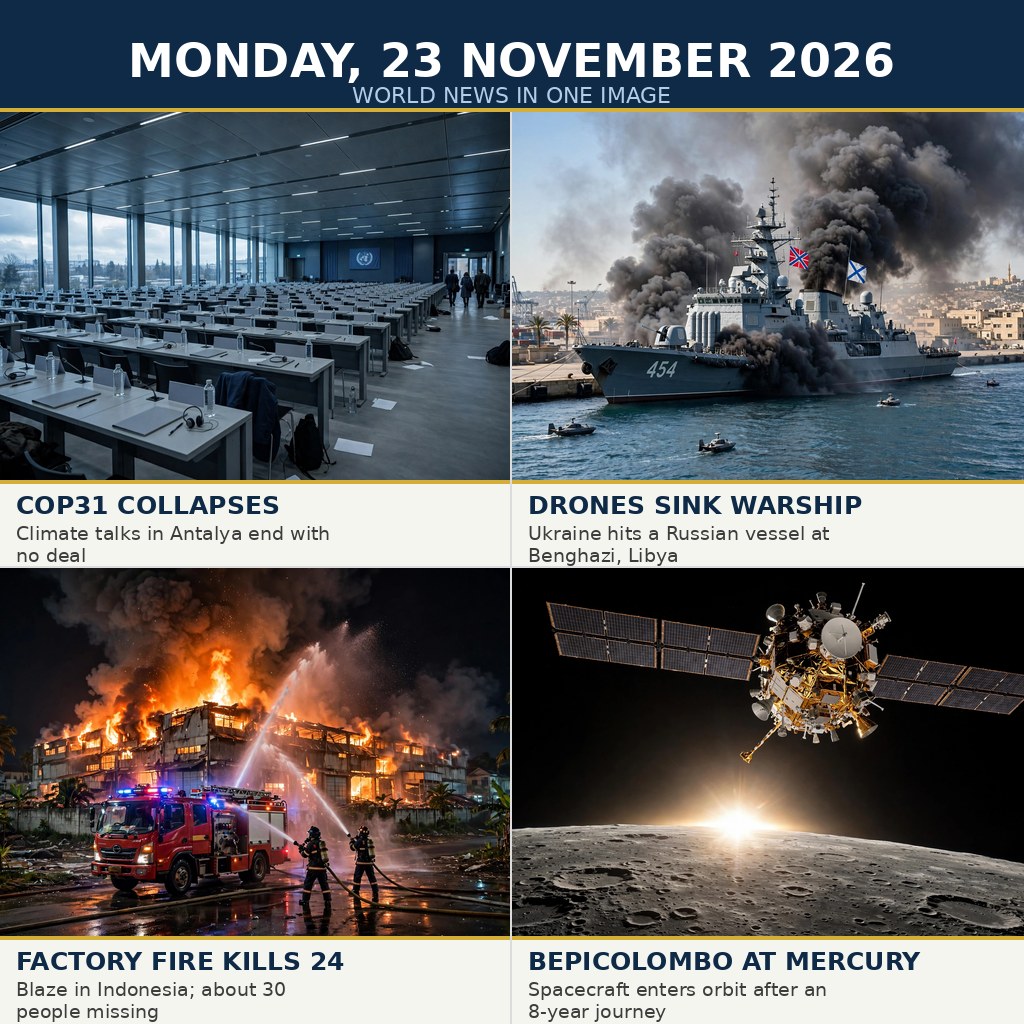 MONDAY, 23 NOVEMBER 2026
WORLD NEWS IN ONE IMAGE
454
COP31 COLLAPSES
Climate talks in Antalya end with
no deal
DRONES SINK WARSHIP
Ukraine hits a Russian vessel at
Benghazi, Libya
FACTORY FIRE KILLS 24
Blaze in Indonesia; about 30
people missing
BEPICOLOMBO AT MERCURY
Spacecraft enters orbit after an
8-year journey